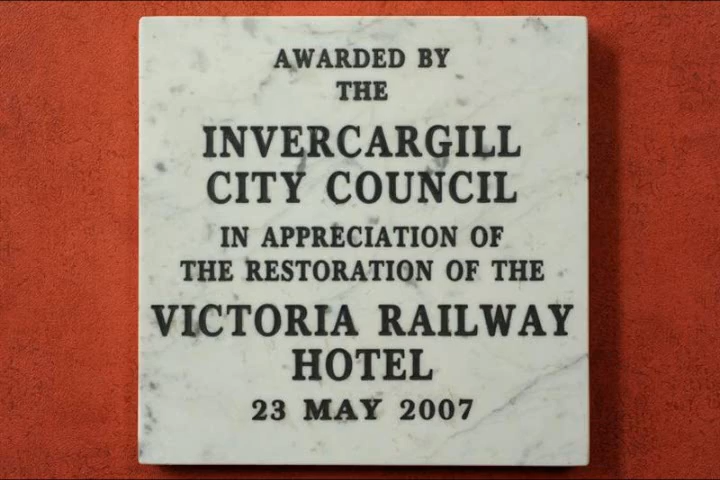 AWARDED BY
THE
INVERCARGILL
CITY COUNCIL
IN APPRECIATION OF
THE RESTORATION OF THE
VICTORIA RAILWAY
HOTEL
23 MAY 2007